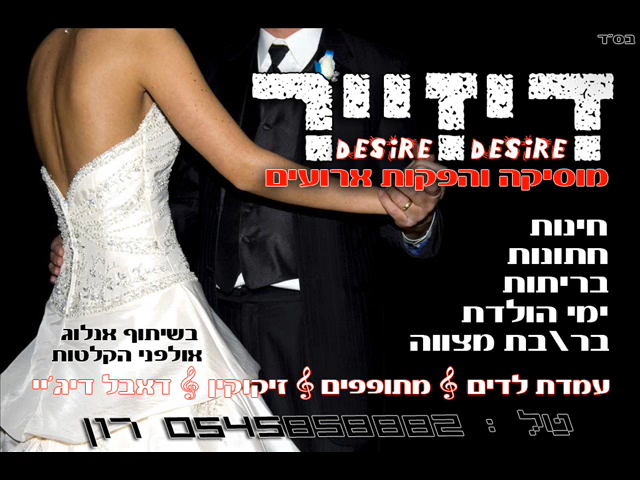 בס״ד
דיזייר
DESiRE DESiRE
מוסיקה והפקות ארועים
חינות
חתונות
בריתות
ימי הולדת
בר\בת מצווה
בשיתוף אנלוג
אולפני הקלטות
עמדת לדים מתופפים זיקוקין דאבל דיג'יי
טל : 0545858882 רון